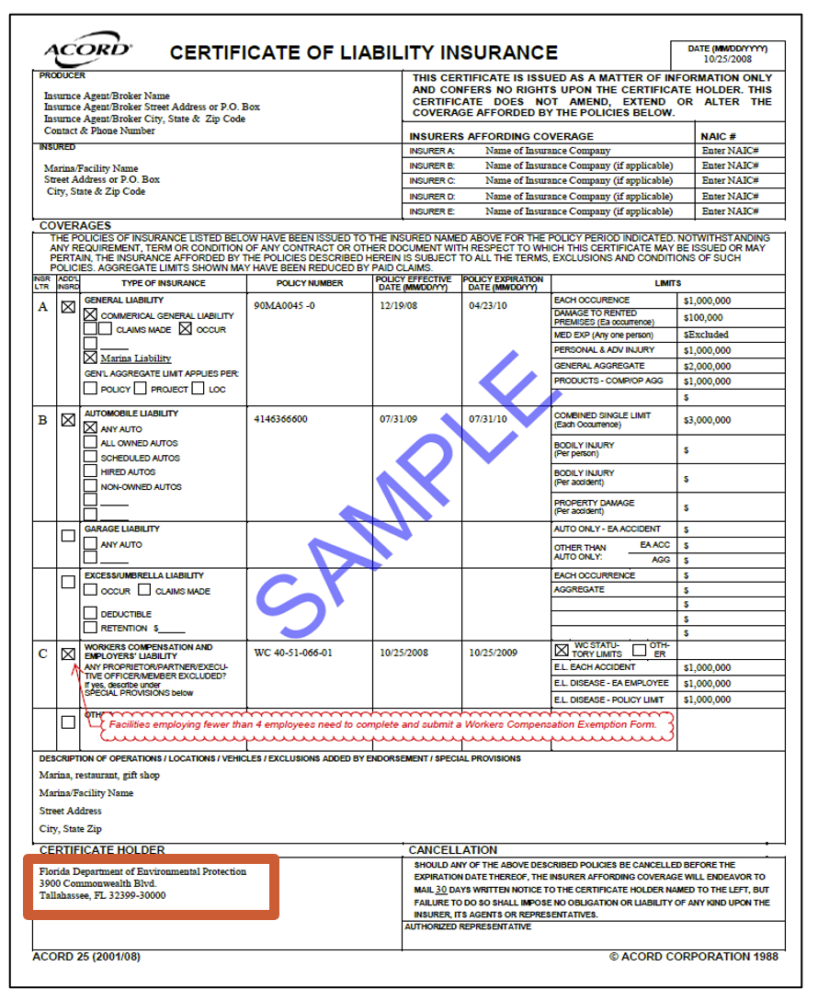 ACORD®
CERTIFICATE OF LIABILITY INSURANCE
DATE (MM/DD/YYYY)
10/25/2008
PRODUCER
Insurnce Agent/Broker Name
Insurnce Agent/Broker Street Address or P.O. Box
Insurnce Agent/Broker City, State & Zip Code
Contact & Phone Number
THIS CERTIFICATE IS ISSUED AS A MATTER OF INFORMATION ONLY
AND CONFERS NO RIGHTS UPON THE CERTIFICATE HOLDER. THIS
CERTIFICATE DOES NOT AMEND, EXTEND OR ALTER THE
COVERAGE AFFORDED BY THE POLICIES BELOW.
INSURERS AFFORDING COVERAGE NAIC #
INSURED
Marina/Facility Name
Street Address or P.O. Box
City, State & Zip Code
INSURER A: Name of Insurance Company Enter NAIC#
INSURER B: Name of Insurance Company (if applicable) Enter NAIC#
INSURER C: Name of Insurance Company (if applicable) Enter NAIC#
INSURER D: Name of Insurance Company (if applicable) Enter NAIC#
INSURER E: Name of Insurance Company (if applicable) Enter NAIC#
COVERAGES
THE POLICIES OF INSURANCE LISTED BELOW HAVE BEEN ISSUED TO THE INSURED NAMED ABOVE FOR THE POLICY PERIOD INDICATED. NOTWITHSTANDING
ANY REQUIREMENT, TERM OR CONDITION OF ANY CONTRACT OR OTHER DOCUMENT WITH RESPECT TO WHICH THIS CERTIFICATE MAY BE ISSUED OR MAY
PERTAIN, THE INSURANCE AFFORDED BY THE POLICIES DESCRIBED HEREIN IS SUBJECT TO ALL THE TERMS, EXCLUSIONS AND CONDITIONS OF SUCH
POLICIES. AGGREGATE LIMITS SHOWN MAY HAVE BEEN REDUCED BY PAID CLAIMS.
INSR LTR
ADD'L INSRD
TYPE OF INSURANCE
POLICY NUMBER
POLICY EFFECTIVE DATE (MM/DD/YY)
POLICY EXPIRATION DATE (MM/DD/YY)
LIMITS
A
GENERAL LIABILITY
COMMERICAL GENERAL LIABILITY
CLAIMS MADE OCCUR
Marina Liability
GEN'L AGGREGATE LIMIT APPLIES PER:
POLICY PROJECT LOC
90MA0045 -0
12/19/08
04/23/10
EACH OCCURENCE $1,000,000
DAMAGE TO RENTED PREMISES (Ea occurrence) $100,000
MED EXP (Any one person) $Excluded
PERSONAL & ADV INJURY $1,000,000
GENERAL AGGREGATE $2,000,000
PRODUCTS - COMP/OP AGG $1,000,000
$
B
AUTOMOBILE LIABILITY
ANY AUTO
ALL OWNED AUTOS
SCHEDULED AUTOS
HIRED AUTOS
NON-OWNED AUTOS
4146366600
07/31/09
07/31/10
COMBINED SINGLE LIMIT (Each Occurrence) $3,000,000
BODILY INJURY (Per person) $
BODILY INJURY (Per accident) $
PROPERTY DAMAGE (Per accident) $
GARAGE LIABILITY
ANY AUTO
AUTO ONLY - EA ACCIDENT $
OTHER THAN AUTO ONLY: EA ACC $
AGG $
EXCESS/UMBRELLA LIABILITY
OCCUR CLAIMS MADE
DEDUCTIBLE
RETENTION $
EACH OCCURRENCE $
AGGREGATE $
$
$
$
SAMPLE
C
WORKERS COMPENSATION AND
EMPLOYERS' LIABILITY
ANY PROPRIETOR/PARTNER/EXECU-
TIVE OFFICER/MEMBER EXCLUDED?
If yes, describe under
SPECIAL PROVISIONS below
WC 40-51-066-01
10/25/2008
10/25/2009
WC STATU-TORY LIMITS OTH-ER
E.L. EACH ACCIDENT $1,000,000
E.L. DISEASE - EA EMPLOYEE $1,000,000
E.L. DISEASE - POLICY LIMIT $1,000,000
Facilities employing fewer than 4 employees need to complete and submit a Workers Compensation Exemption Form.
DESCRIPTION OF OPERATIONS / LOCATIONS / VEHICLES / EXCLUSIONS ADDED BY ENDORSEMENT / SPECIAL PROVISIONS
Marina, restaurant, gift shop
Marina/Facility Name
Street Address
City, State Zip
CERTIFICATE HOLDER
Florida Department of Environmental Protection
3900 Commonwealth Blvd.
Tallahassee, FL 32399-30000
CANCELLATION
SHOULD ANY OF THE ABOVE DESCRIBED POLICIES BE CANCELLED BEFORE THE
EXPIRATION DATE THEREOF, THE INSURER AFFORDING COVERAGE WILL ENDEAVOR TO
MAIL 30 DAYS WRITTEN NOTICE TO THE CERTIFICATE HOLDER NAMED TO THE LEFT, BUT
FAILURE TO DO SO SHALL IMPOSE NO OBLIGATION OR LIABILITY OF ANY KIND UPON THE
INSURER, ITS AGENTS OR REPRESENTATIVES.
AUTHORIZED REPRESENTATIVE
ACORD 25 (2001/08)
© ACORD CORPORATION 1988